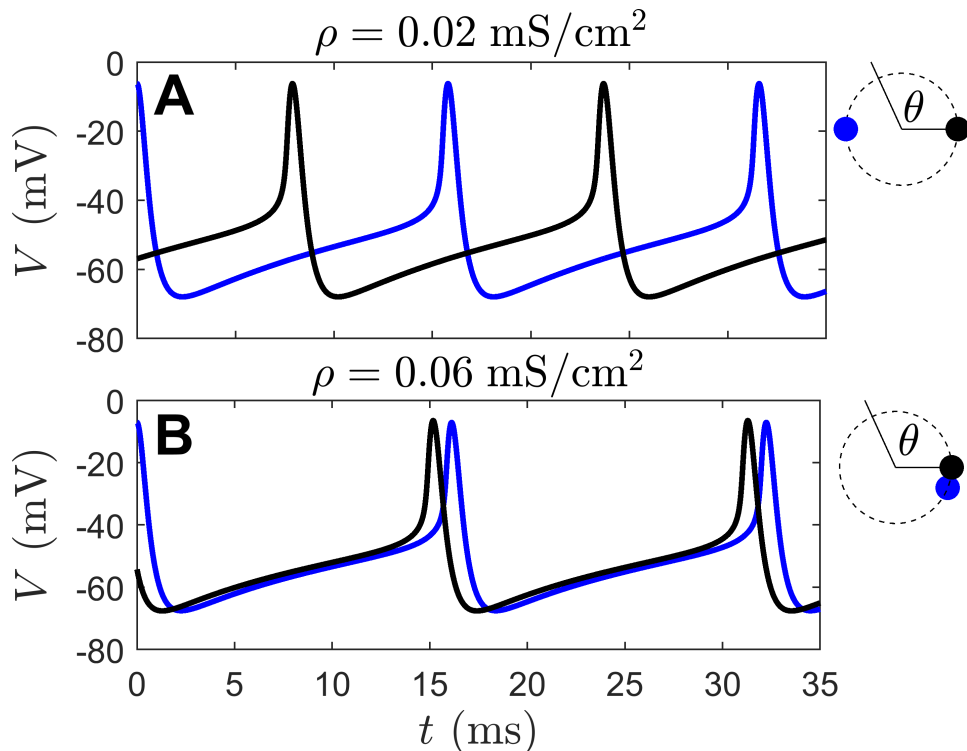 ρ = 0.02 mS/cm²
A
0
-20
-40
-60
-80
V (mV)
θ
ρ = 0.06 mS/cm²
B
0
-20
-40
-60
-80
V (mV)
θ
0 5 10 15 20 25 30 35
t (ms)